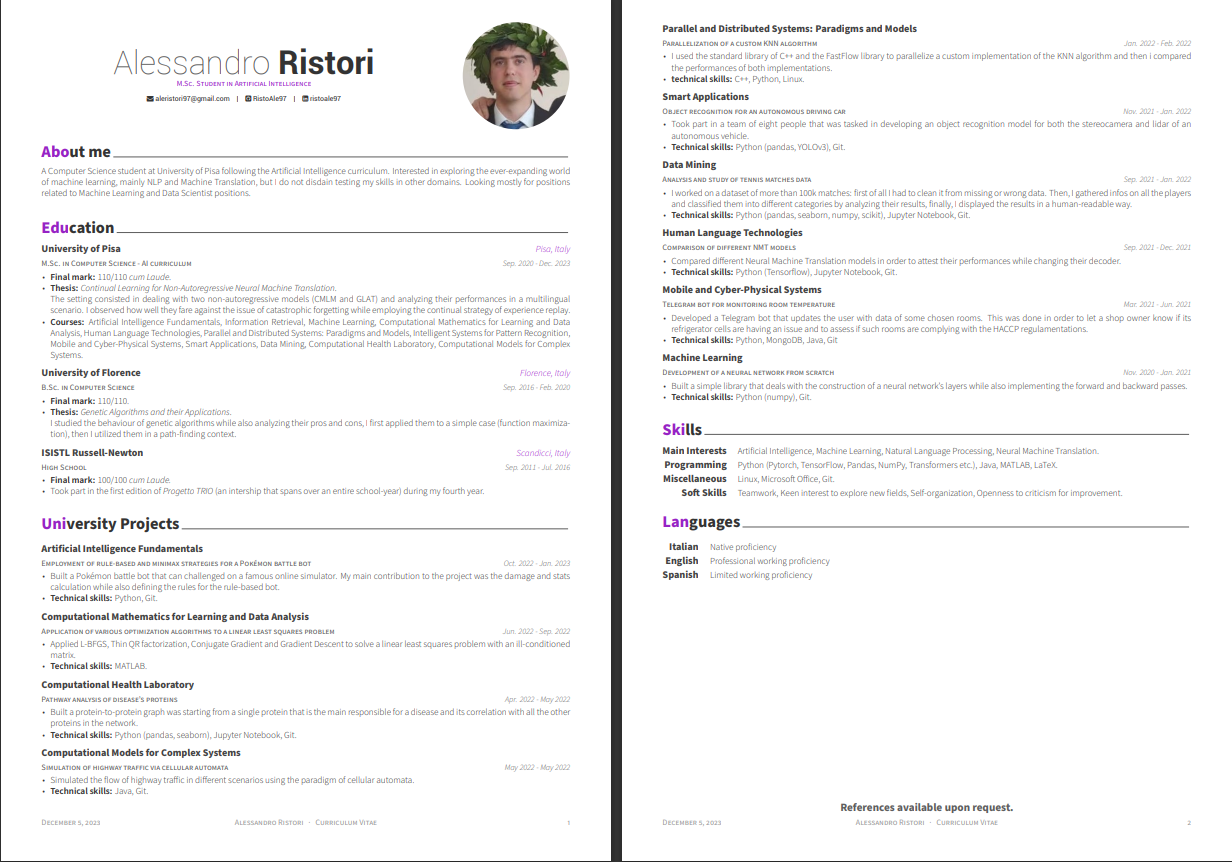 Alessandro Ristori
M.Sc. Student in Artificial Intelligence
aleristori97@gmail.com | RistoAle97 | ristoale97
About me
A Computer Science student at University of Pisa following the Artificial Intelligence curriculum. Interested in exploring the ever-expanding world
of machine learning, mainly NLP and Machine Translation, but I do not disdain testing my skills in other domains. Looking mostly for positions
related to Machine Learning and Data Scientist positions.
Education
University of Pisa Pisa, Italy
M.Sc. in Computer Science - AI curriculum Sep. 2020 - Dec. 2023
• Final mark: 110/110 cum Laude.
• Thesis: Continual Learning for Non-Autoregressive Neural Machine Translation.
The setting consisted in dealing with two non-autoregressive models (CMLM and GLAT) and analyzing their performances in a multilingual
scenario. I observed how well they fare against the issue of catastrophic forgetting while employing the continual strategy of experience replay.
• Courses: Artificial Intelligence Fundamentals, Information Retrieval, Machine Learning, Computational Mathematics for Learning and Data
Analysis, Human Language Technologies, Parallel and Distributed Systems: Paradigms and Models, Intelligent Systems for Pattern Recognition,
Mobile and Cyber-Physical Systems, Smart Applications, Data Mining, Computational Health Laboratory, Computational Models for Complex
Systems.
University of Florence Florence, Italy
B.Sc. in Computer Science Sep. 2016 - Feb. 2020
• Final mark: 110/110.
• Thesis: Genetic Algorithms and their Applications.
I studied the behaviour of genetic algorithms while also analyzing their pros and cons, I first applied them to a simple case (function maximiza-
tion), then I utilized them in a path-finding context.
ISISTL Russell-Newton Scandicci, Italy
High School Sep. 2011 - Jul. 2016
• Final mark: 100/100 cum Laude.
• Took part in the first edition of Progetto TRIO (an intership that spans over an entire school-year) during my fourth year.
University Projects
Artificial Intelligence Fundamentals
Employment of rule-based and minimax strategies for a Pokémon battle bot Oct. 2022 - Jan. 2023
• Built a Pokémon battle bot that can challenged on a famous online simulator. My main contribution to the project was the damage and stats
calculation while also defining the rules for the rule-based bot.
• Technical skills: Python, Git.
Computational Mathematics for Learning and Data Analysis
Application of various optimization algorithms to a linear least squares problem Jun. 2022 - Sep. 2022
• Applied L-BFGS, Thin QR factorization, Conjugate Gradient and Gradient Descent to solve a linear least squares problem with an ill-conditioned
matrix.
• Technical skills: MATLAB.
Computational Health Laboratory
Pathway analysis of disease's proteins Apr. 2022 - May 2022
• Built a protein-to-protein graph was starting from a single protein that is the main responsible for a disease and its correlation with all the other
proteins in the network.
• Technical skills: Python (pandas, seaborn), Jupyter Notebook, Git.
Computational Models for Complex Systems
Simulation of highway traffic via cellular automata May 2022 - May 2022
• Simulated the flow of highway traffic in different scenarios using the paradigm of cellular automata.
• Technical skills: Java, Git.
December 5, 2023 Alessandro Ristori · Curriculum Vitae 1
Parallel and Distributed Systems: Paradigms and Models
Parallelization of a custom KNN algorithm Jan. 2022 - Feb. 2022
• I used the standard library of C++ and the FastFlow library to parallelize a custom implementation of the KNN algorithm and then i compared
the performances of both implementations.
• technical skills: C++, Python, Linux.
Smart Applications
Object recognition for an autonomous driving car Nov. 2021 - Jan. 2022
• Took part in a team of eight people that was tasked in developing an object recognition model for both the stereocamera and lidar of an
autonomous vehicle.
• Technical skills: Python (pandas, YOLOv3), Git.
Data Mining
Analysis and study of tennis matches data Sep. 2021 - Jan. 2022
• I worked on a dataset of more than 100k matches: first of all I had to clean it from missing or wrong data. Then, I gathered infos on all the players
and classified them into different categories by analyzing their results, finally, I displayed the results in a human-readable way.
• Technical skills: Python (pandas, seaborn, numpy, scikit), Jupyter Notebook, Git.
Human Language Technologies
Comparison of different NMT models Sep. 2021 - Dec. 2021
• Compared different Neural Machine Translation models in order to attest their performances while changing their decoder.
• Technical skills: Python (Tensorflow), Jupyter Notebook, Git.
Mobile and Cyber-Physical Systems
Telegram bot for monitoring room temperature Mar. 2021 - Jun. 2021
• Developed a Telegram bot that updates the user with data of some chosen rooms. This was done in order to let a shop owner know if its
refrigerator cells are having an issue and to assess if such rooms are complying with the HACCP regulamentations.
• Technical skills: Python, MongoDB, Java, Git
Machine Learning
Development of a neural network from scratch Nov. 2020 - Jan. 2021
• Built a simple library that deals with the construction of a neural network's layers while also implementing the forward and backward passes.
• Technical skills: Python (numpy), Git.
Skills
Main Interests Artificial Intelligence, Machine Learning, Natural Language Processing, Neural Machine Translation.
Programming Python (Pytorch, TensorFlow, Pandas, NumPy, Transformers etc.), Java, MATLAB, LaTeX.
Miscellaneous Linux, Microsoft Office, Git.
Soft Skills Teamwork, Keen interest to explore new fields, Self-organization, Openness to criticism for improvement.
Languages
Italian Native proficiency
English Professional working proficiency
Spanish Limited working proficiency
References available upon request.
December 5, 2023 Alessandro Ristori · Curriculum Vitae 2